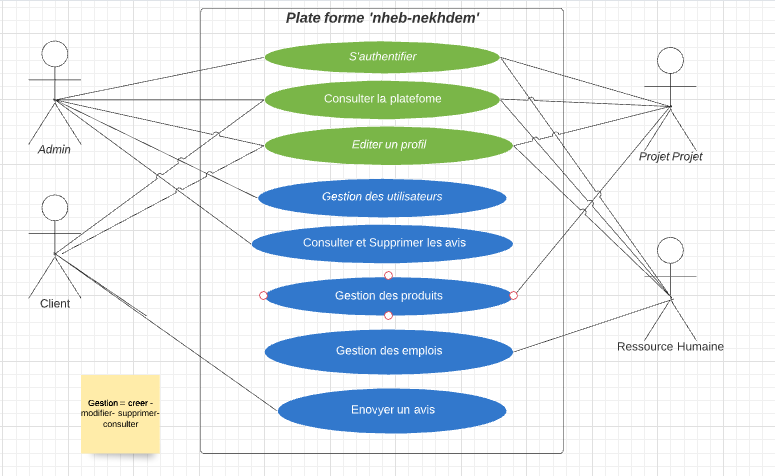 Plate forme 'nheb-nekhdem'
S'authentifier
Consulter la platefome
Editer un profil
Gestion des utilisateurs
Consulter et Supprimer les avis
Gestion des produits
Gestion des emplois
Enovyer un avis
Admin
Client
Projet Projet
Ressource Humaine
Gestion = creer -
modifier- supprimer-
consulter